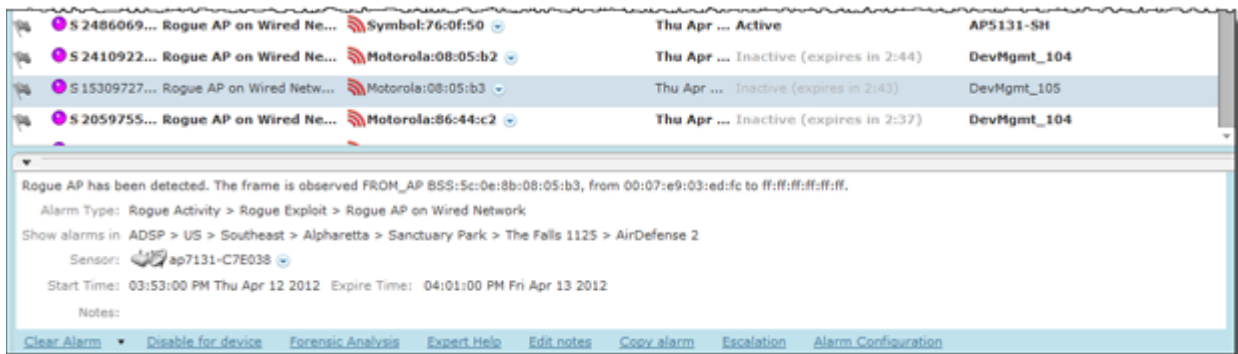 S 2486069... Rogue AP on Wired Ne... Symbol:76:0f:50 Thu Apr ... Active AP5131-SH
S 2410922... Rogue AP on Wired Ne... Motorola:08:05:b2 Thu Apr ... Inactive (expires in 2:44) DevMgmt_104
S 15309727... Rogue AP on Wired Netw... Motorola:08:05:b3 Thu Apr ... Inactive (expires in 2:43) DevMgmt_105
S 2059755... Rogue AP on Wired Ne... Motorola:86:44:c2 Thu Apr ... Inactive (expires in 2:37) DevMgmt_104
Rogue AP has been detected. The frame is observed FROM_AP BSS:5c:0e:8b:08:05:b3, from 00:07:e9:03:ed:fc to ff:ff:ff:ff:ff:ff.
Alarm Type: Rogue Activity > Rogue Exploit > Rogue AP on Wired Network
Show alarms in ADSP > US > Southeast > Alpharetta > Sanctuary Park > The Falls 1125 > AirDefense 2
Sensor: ap7131-C7E038
Start Time: 03:53:00 PM Thu Apr 12 2012 Expire Time: 04:01:00 PM Fri Apr 13 2012
Notes:
Clear Alarm Disable for device Forensic Analysis Expert Help Edit notes Copy alarm Escalation Alarm Configuration